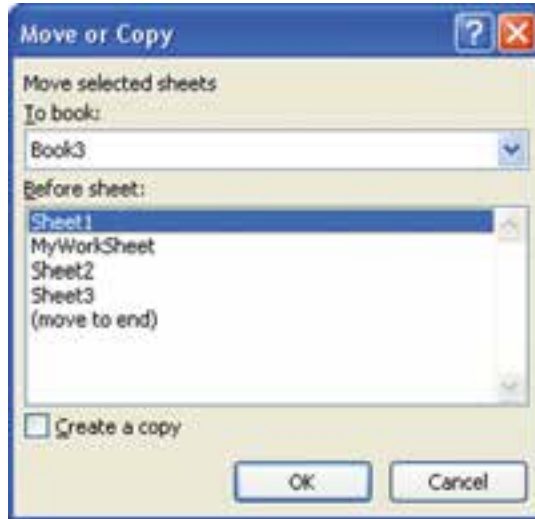 Move or Copy
Move selected sheets
To book:
Book3
Before sheet:
Sheet1
MyWorkSheet
Sheet2
Sheet3
(move to end)
Create a copy
OK Cancel